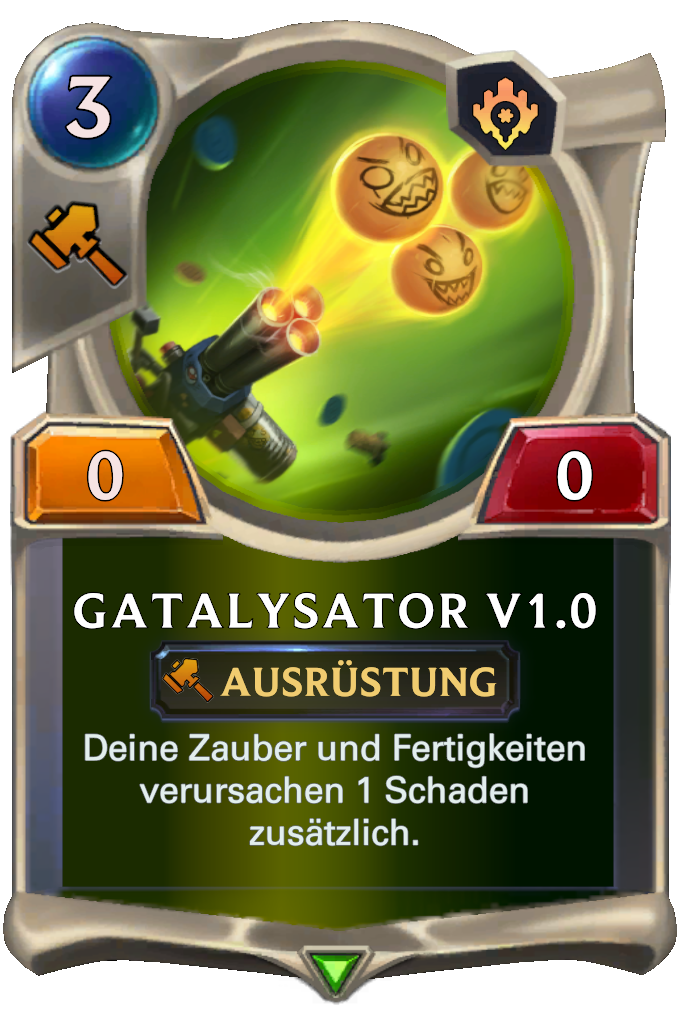 3
0
0
GATALYSATOR V1.0
AUSRÜSTUNG
Deine Zauber und Fertigkeiten
verursachen 1 Schaden
zusätzlich.